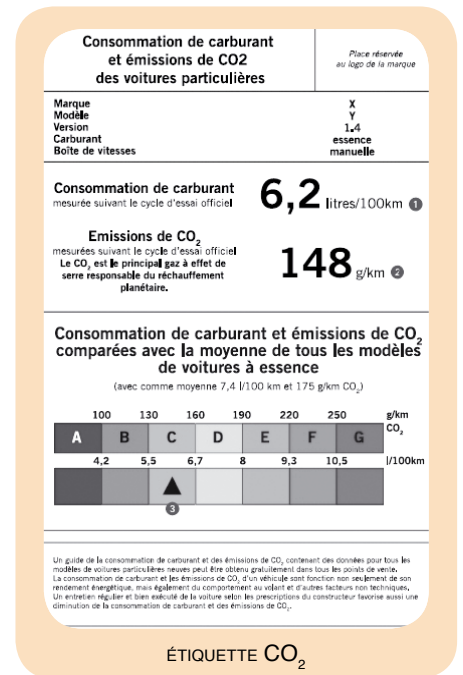 Consommation de carburant
et émissions de CO2
des voitures particulières
Place réservée
au logo de la marque
Marque X
Modèle Y
Version 1.4
Carburant essence
Boîte de vitesses manuelle
Consommation de carburant
mesurée suivant le cycle d'essai officiel
6,2 litres/100km 1
Emissions de CO₂
mesurées suivant le cycle d'essai officiel
Le CO₂ est le principal gaz à effet de
serre responsable du réchauffement
planétaire.
148 g/km 2
Consommation de carburant et émissions de CO₂
comparées avec la moyenne de tous les modèles
de voitures à essence
(avec comme moyenne 7,4 l/100 km et 175 g/km CO₂)
100 130 160 190 220 250 g/km
A B C D E F G CO₂
4,2 5,5 6,7 8 9,3 10,5 l/100km
3
Un guide de la consommation de carburant et des émissions de CO₂ contenant des données pour tous les
modèles de voitures particulières neuves peut être obtenu gratuitement dans tous les points de vente.
La consommation de carburant et les émissions de CO₂ d'un véhicule sont fonction non seulement de son
rendement énergétique, mais également du comportement au volant et d'autres facteurs non techniques.
Un entretien régulier et bien exécuté de la voiture selon les prescriptions du constructeur favorise aussi une
diminution de la consommation de carburant et des émissions de CO₂.
ÉTIQUETTE CO₂